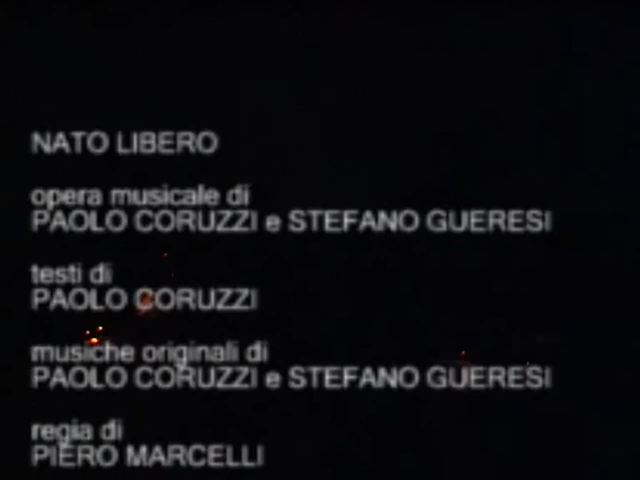 NATO LIBERO
opera musicale di
PAOLO CORUZZI e STEFANO GUERESI
testi di
PAOLO CORUZZI
musiche originali di
PAOLO CORUZZI e STEFANO GUERESI
regia di
PIERO MARCELLI